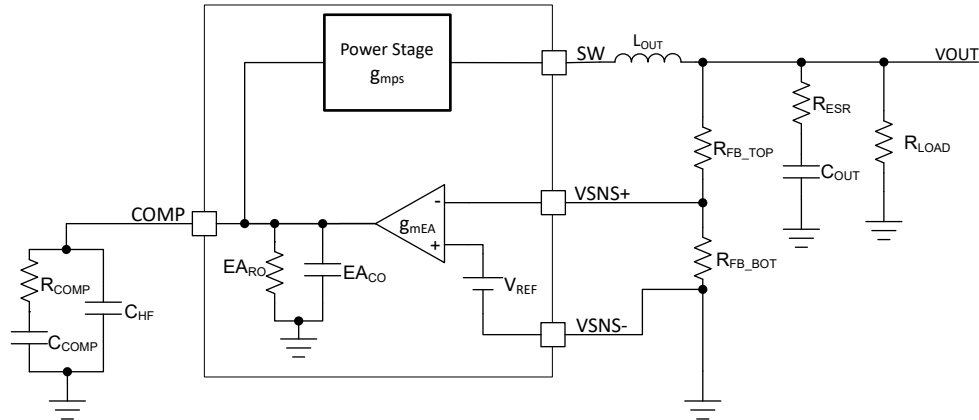 Power Stage
gmps
SW
LOUT
VOUT
RESR
RFB_TOP
COUT
RLOAD
VSNS+
COMP
-
gmEA
+
RFB_BOT
EARO
EACO
VREF
RCOMP
CHF
VSNS-
CCOMP